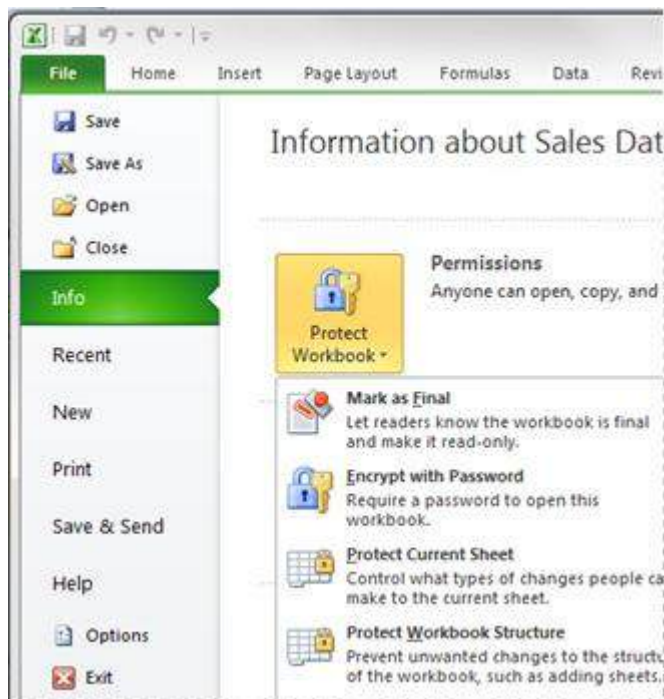 File Home Insert Page Layout Formulas Data Revi
Save
Save As
Open
Close
Info
Recent
New
Print
Save & Send
Help
Options
Exit
Information about Sales Dat
Protect
Workbook
Permissions
Anyone can open, copy, and
Mark as Final
Let readers know the workbook is final
and make it read-only.
Encrypt with Password
Require a password to open this
workbook.
Protect Current Sheet
Control what types of changes people ca
make to the current sheet.
Protect Workbook Structure
Prevent unwanted changes to the structu
of the workbook, such as adding sheets.